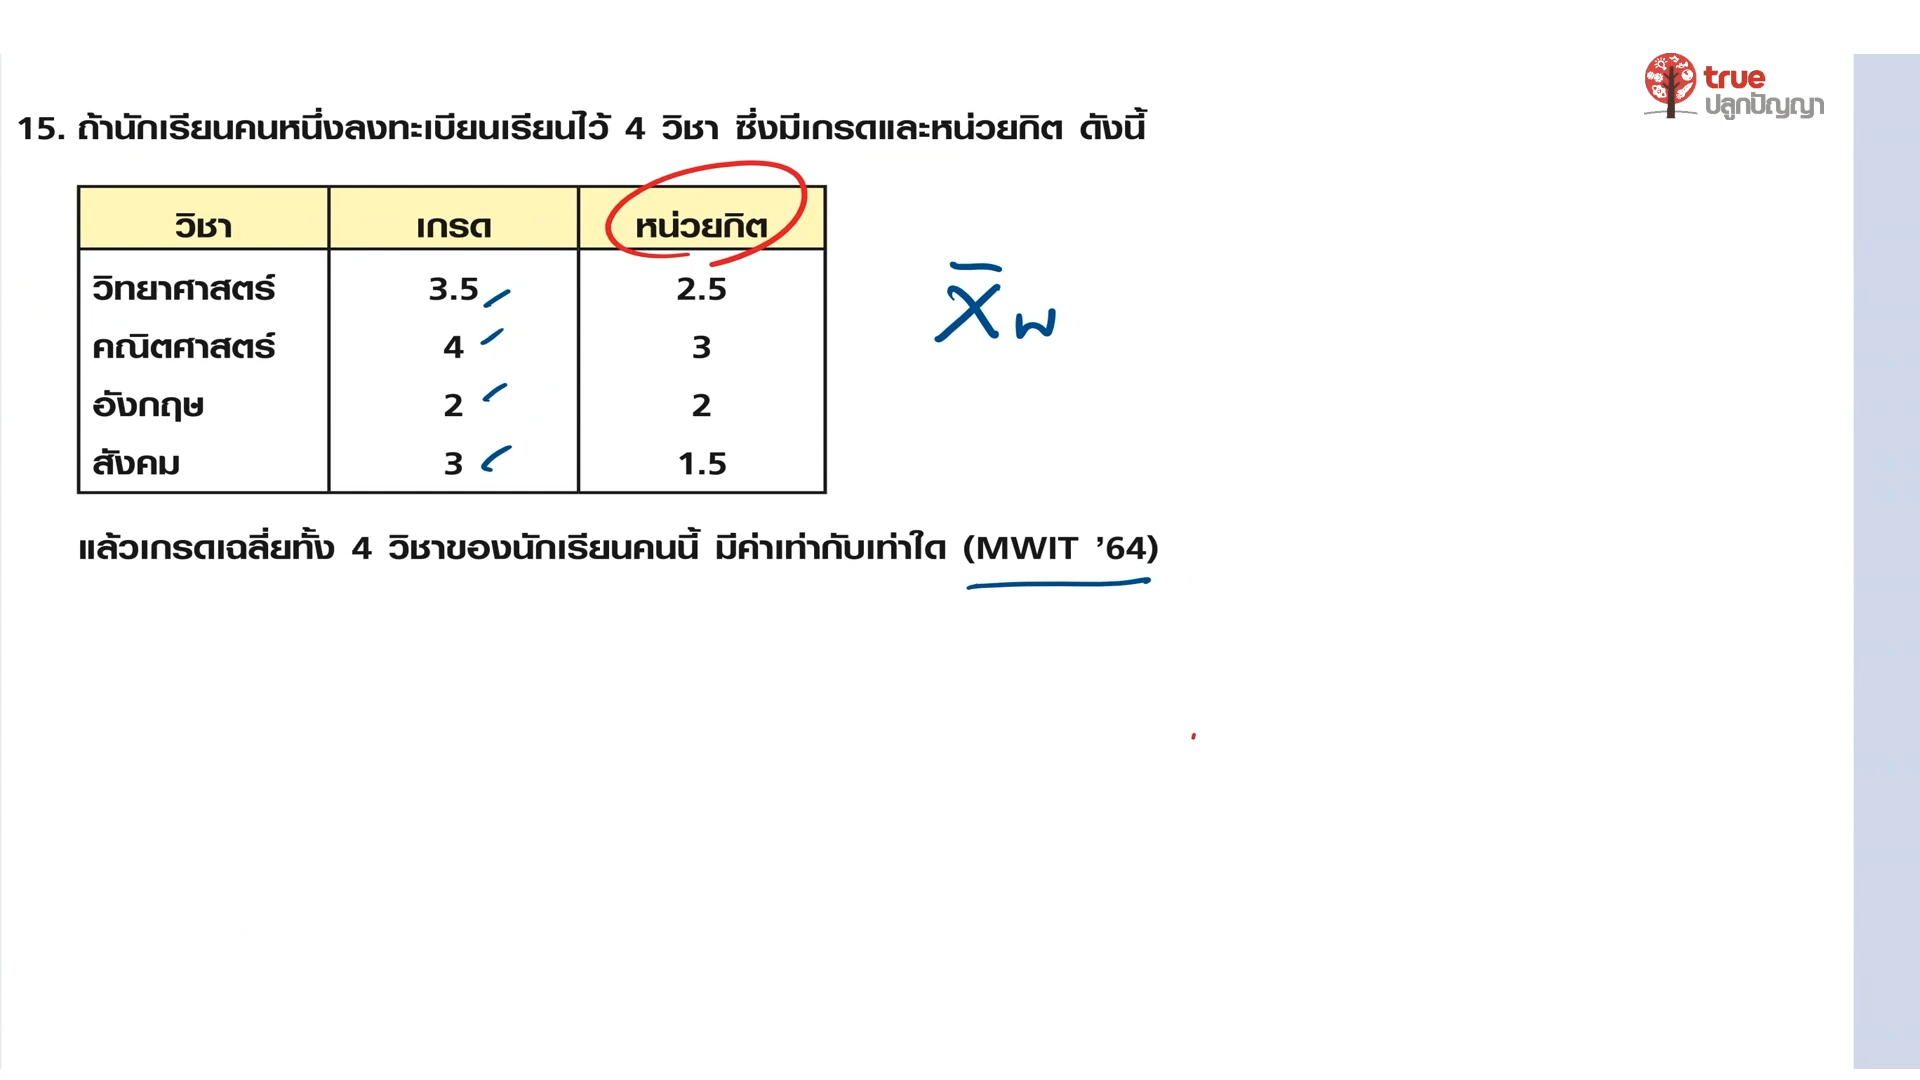 true
ปลูกปัญญา
15. ถ้านักเรียนคนหนึ่งลงทะเบียนเรียนไว้ 4 วิชา ซึ่งมีเกรดและหน่วยกิต ดังนี้
วิชา เกรด หน่วยกิต
วิทยาศาสตร์ 3.5 2.5
คณิตศาสตร์ 4 3
อังกฤษ 2 2
สังคม 3 1.5
X̄w
แล้วเกรดเฉลี่ยทั้ง 4 วิชาของนักเรียนคนนี้ มีค่าเท่ากับเท่าใด (MWIT ’64)